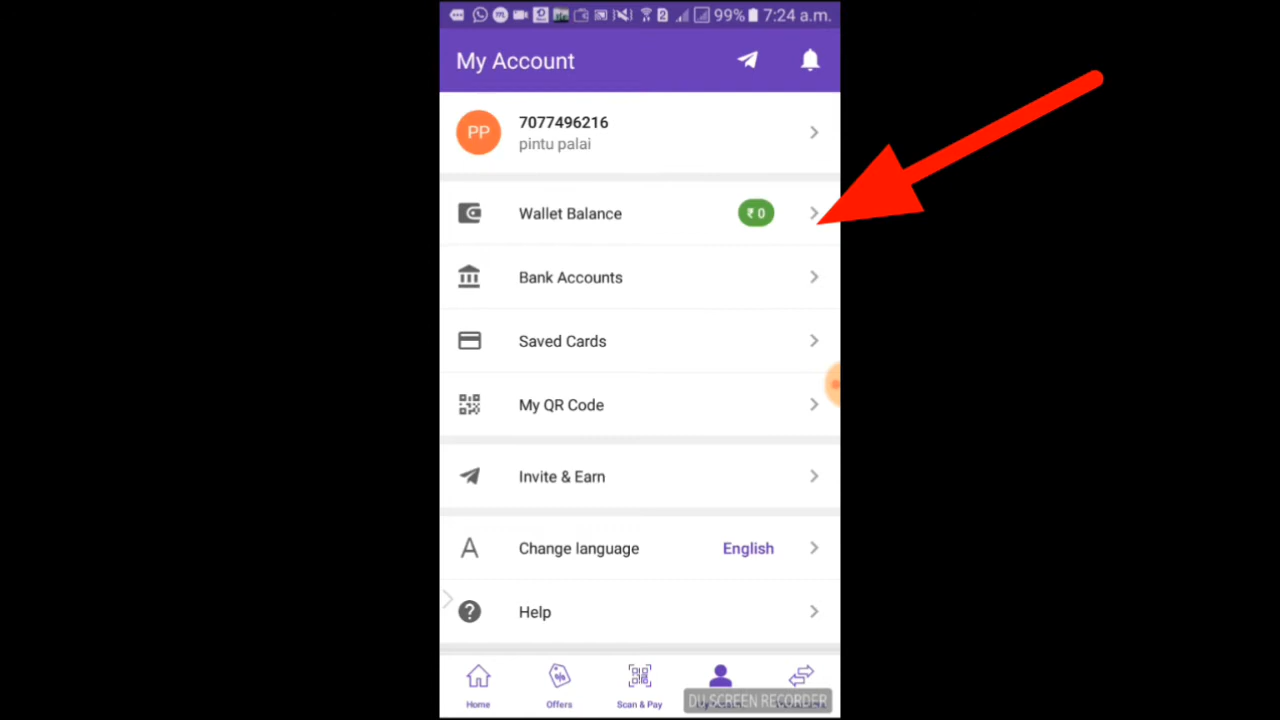 99% 7:24 a.m.
My Account
PP
7077496216
pintu palai
Wallet Balance
₹ 0
Bank Accounts
Saved Cards
My QR Code
Invite & Earn
A
Change language
English
Help
Home
Offers
Scan & Pay
DU SCREEN RECORDER